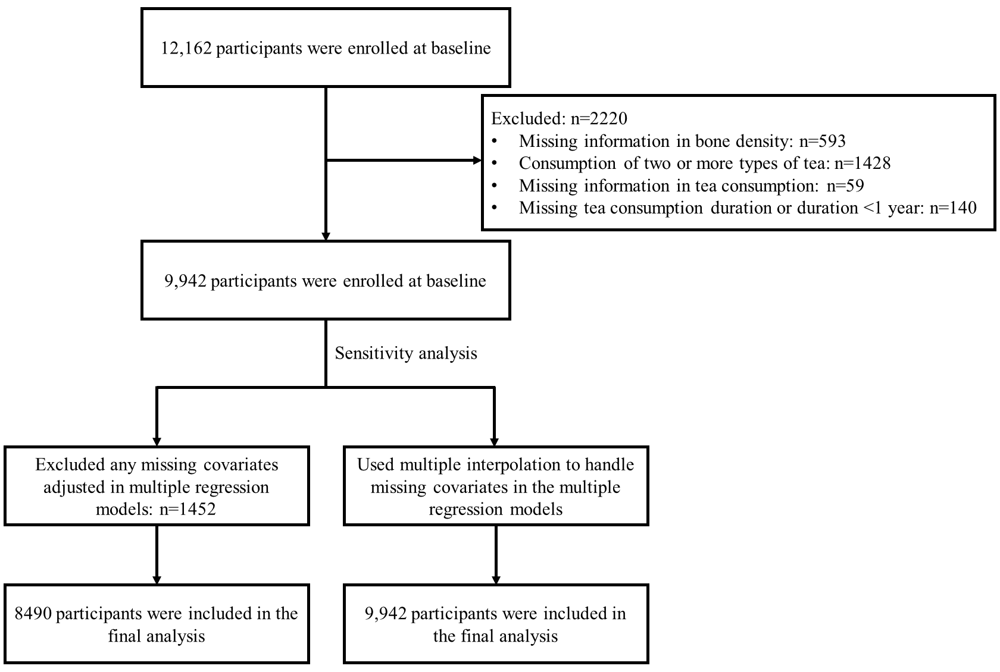 12,162 participants were enrolled at baseline
Excluded: n=2220
• Missing information in bone density: n=593
• Consumption of two or more types of tea: n=1428
• Missing information in tea consumption: n=59
• Missing tea consumption duration or duration <1 year: n=140
9,942 participants were enrolled at baseline
Sensitivity analysis
Excluded any missing covariates
adjusted in multiple regression
models: n=1452
Used multiple interpolation to handle
missing covariates in the multiple
regression models
8490 participants were included in the
final analysis
9,942 participants were included in
the final analysis